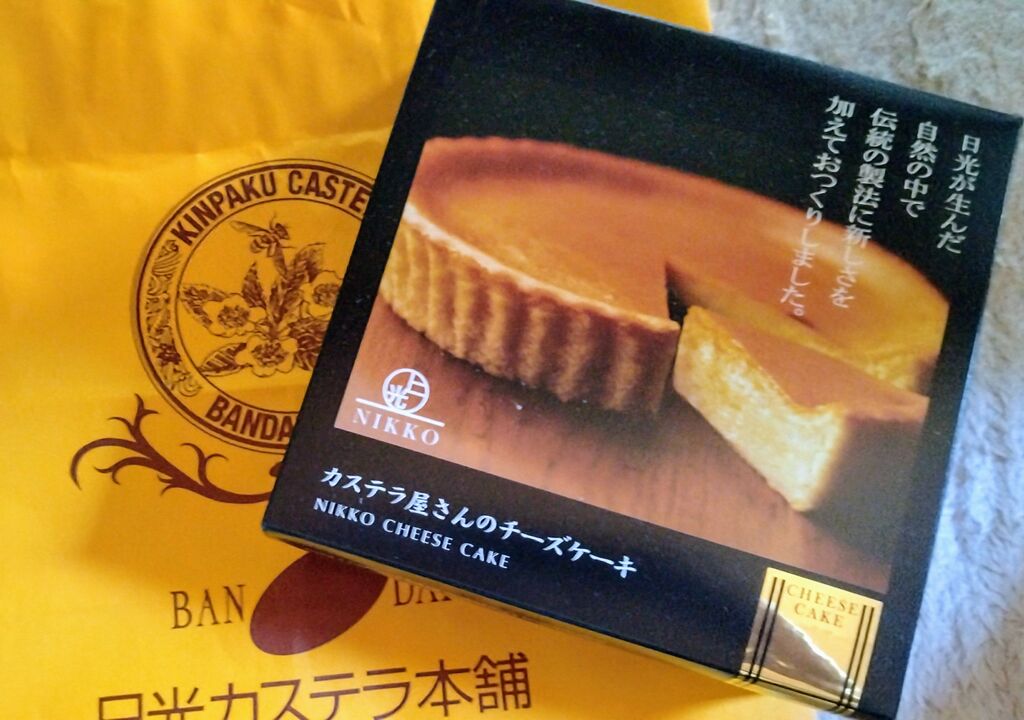 KINPAKU
BANDA
BAN
日光カステラ本舗
日光が生んだ
自然の中で
伝統の製法に新しさを
加えておつくりしました。
日光
NIKKO
カステラ屋さんのチーズケーキ
NIKKO CHEESE CAKE
CHEESE
CAKE